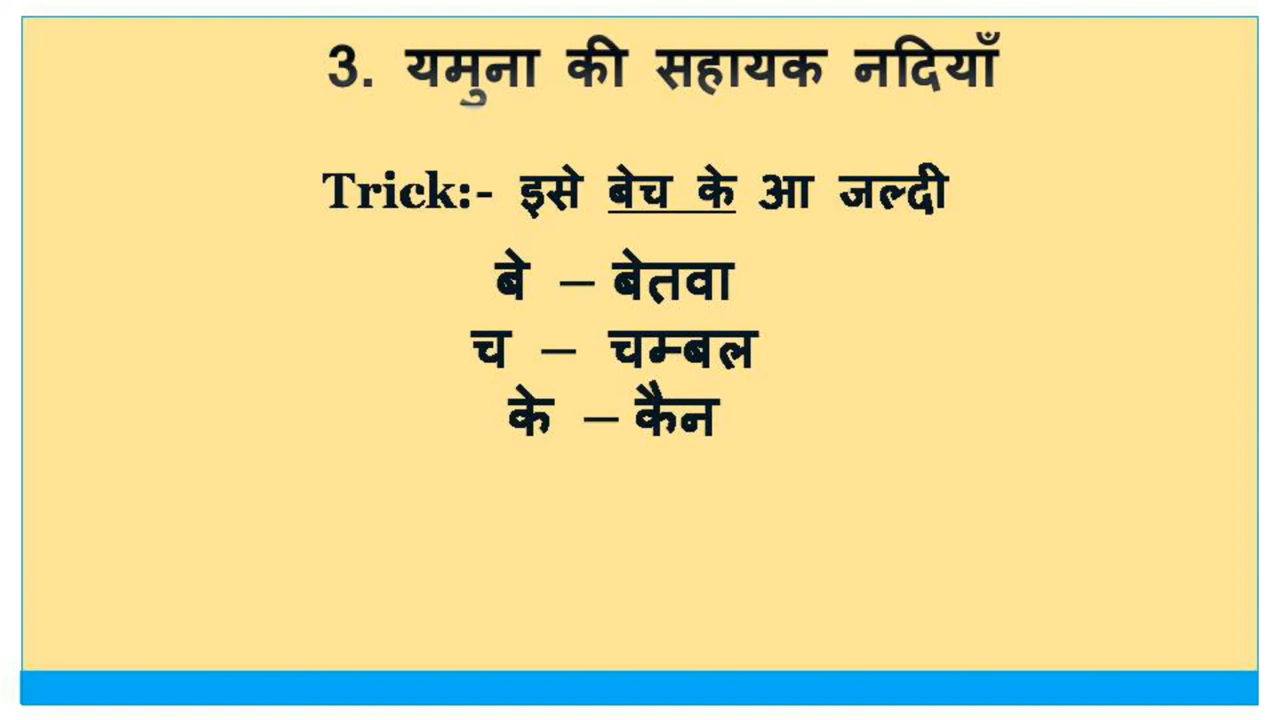 3. यमुना की सहायक नदियाँ
Trick:- इसे बेच के आ जल्दी
बे – बेतवा
च – चम्बल
के – कैन